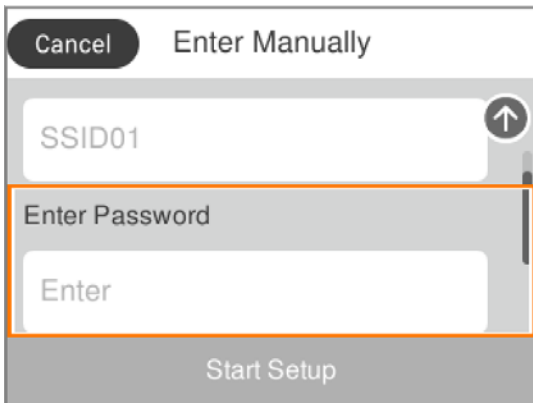 Cancel Enter Manually
SSID01
Enter Password
Enter
Start Setup